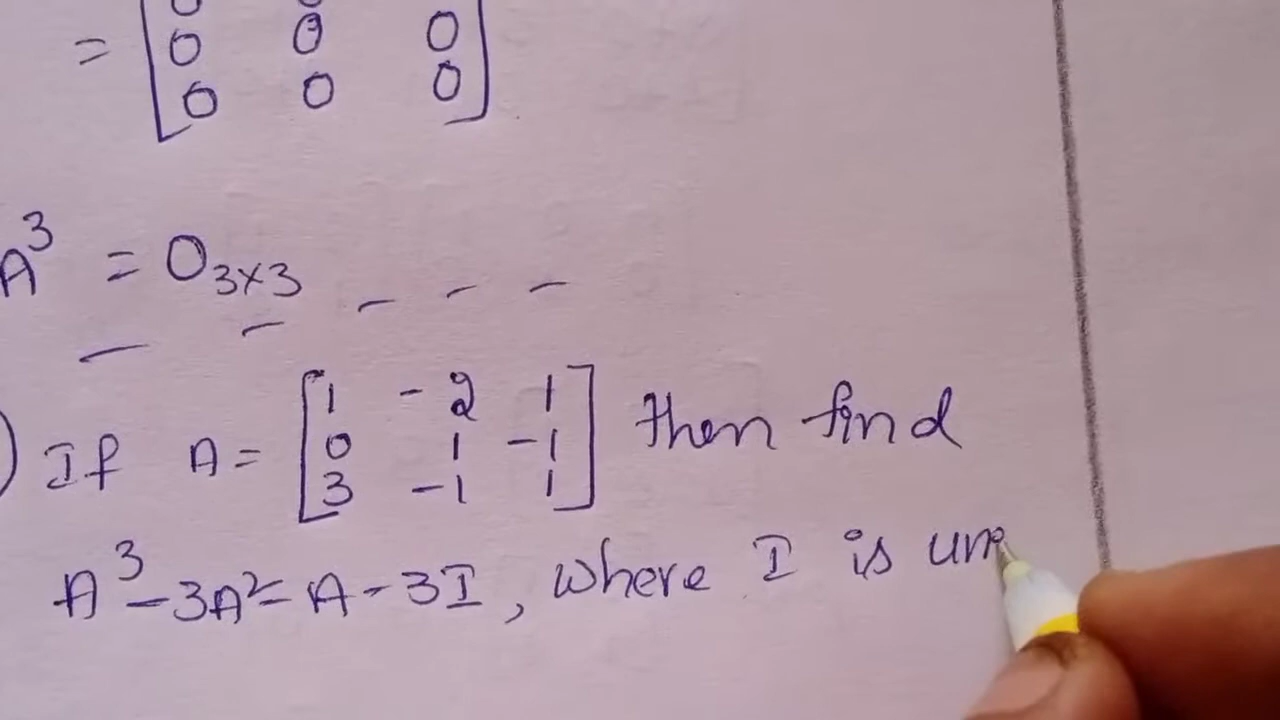 0 0
= 0 0 0
0 0 0
A³ = O₃ₓ₃
) If A = [1 -2 1 then find
0 1 -1
3 -1 1]
A³ - 3A² - A - 3I, where I is un